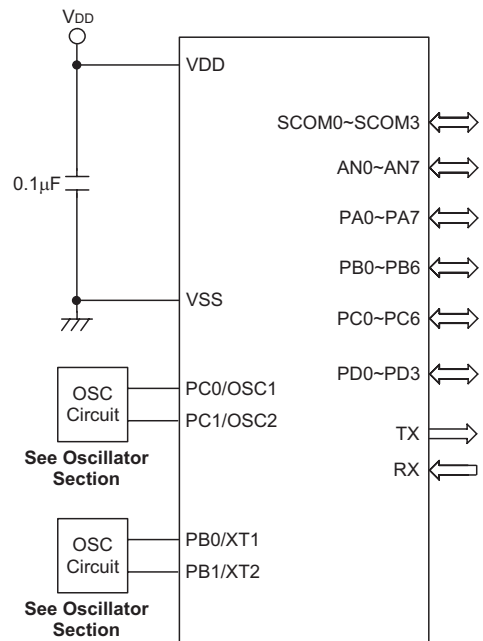 VDD
VDD
SCOM0~SCOM3
AN0~AN7
0.1µF
PA0~PA7
PB0~PB6
VSS
PC0~PC6
PD0~PD3
OSC
Circuit
PC0/OSC1
PC1/OSC2
See Oscillator
Section
TX
RX
OSC
Circuit
PB0/XT1
PB1/XT2
See Oscillator
Section